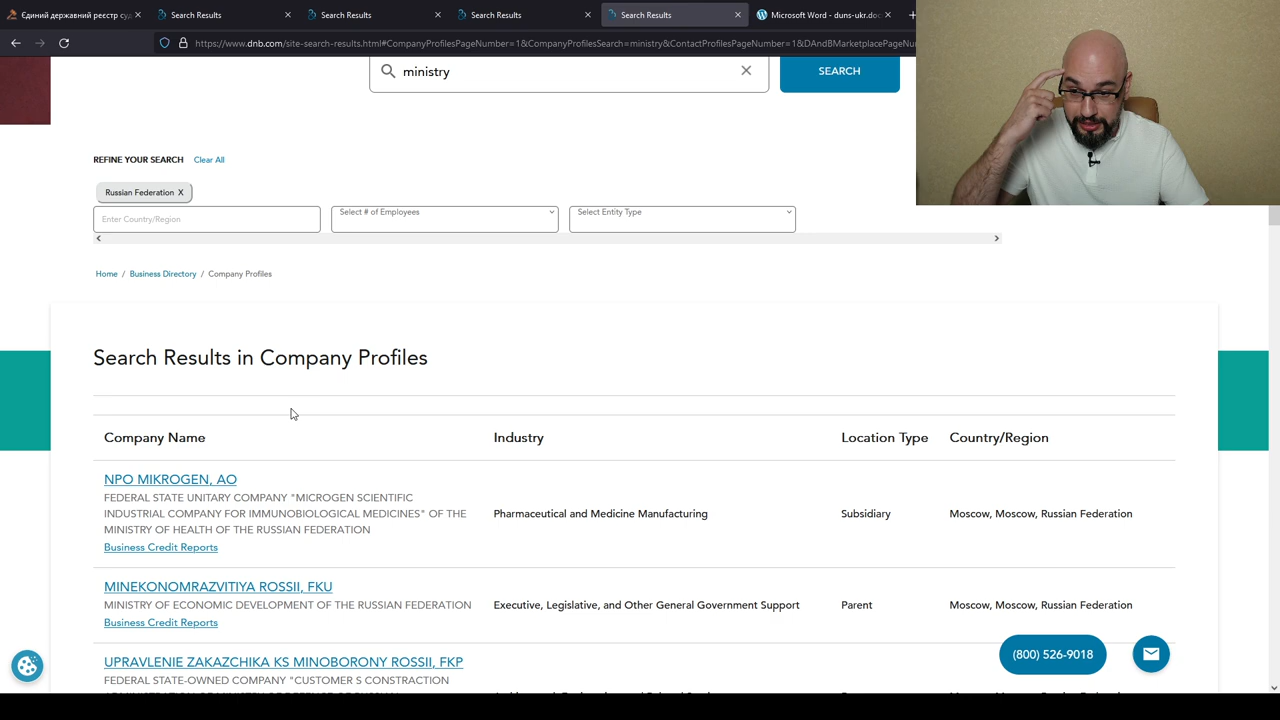 Єдиний державний реєстр суд
Search Results
Search Results
Search Results
Search Results
Microsoft Word - duns-ukr.doc
https://www.dnb.com/site-search-results.html#CompanyProfilesPageNumber=1&CompanyProfilesSearch=ministry&ContactProfilesPageNumber=1&DAndBMarketplacePageNum
ministry
SEARCH
REFINE YOUR SEARCH Clear All
Russian Federation X
Enter Country/Region
Select # of Employees
Select Entity Type
Home / Business Directory / Company Profiles
Search Results in Company Profiles
Company Name Industry Location Type Country/Region
NPO MIKROGEN, AO
FEDERAL STATE UNITARY COMPANY "MICROGEN SCIENTIFIC
INDUSTRIAL COMPANY FOR IMMUNOBIOLOGICAL MEDICINES" OF THE
MINISTRY OF HEALTH OF THE RUSSIAN FEDERATION
Business Credit Reports
Pharmaceutical and Medicine Manufacturing
Subsidiary
Moscow, Moscow, Russian Federation
MINEKONOMRAZVITIYA ROSSII, FKU
MINISTRY OF ECONOMIC DEVELOPMENT OF THE RUSSIAN FEDERATION
Business Credit Reports
Executive, Legislative, and Other General Government Support
Parent
Moscow, Moscow, Russian Federation
UPRAVLENIE ZAKAZCHIKA KS MINOBORONY ROSSII, FKP
FEDERAL STATE-OWNED COMPANY "CUSTOMER S CONSTRACTION
(800) 526-9018